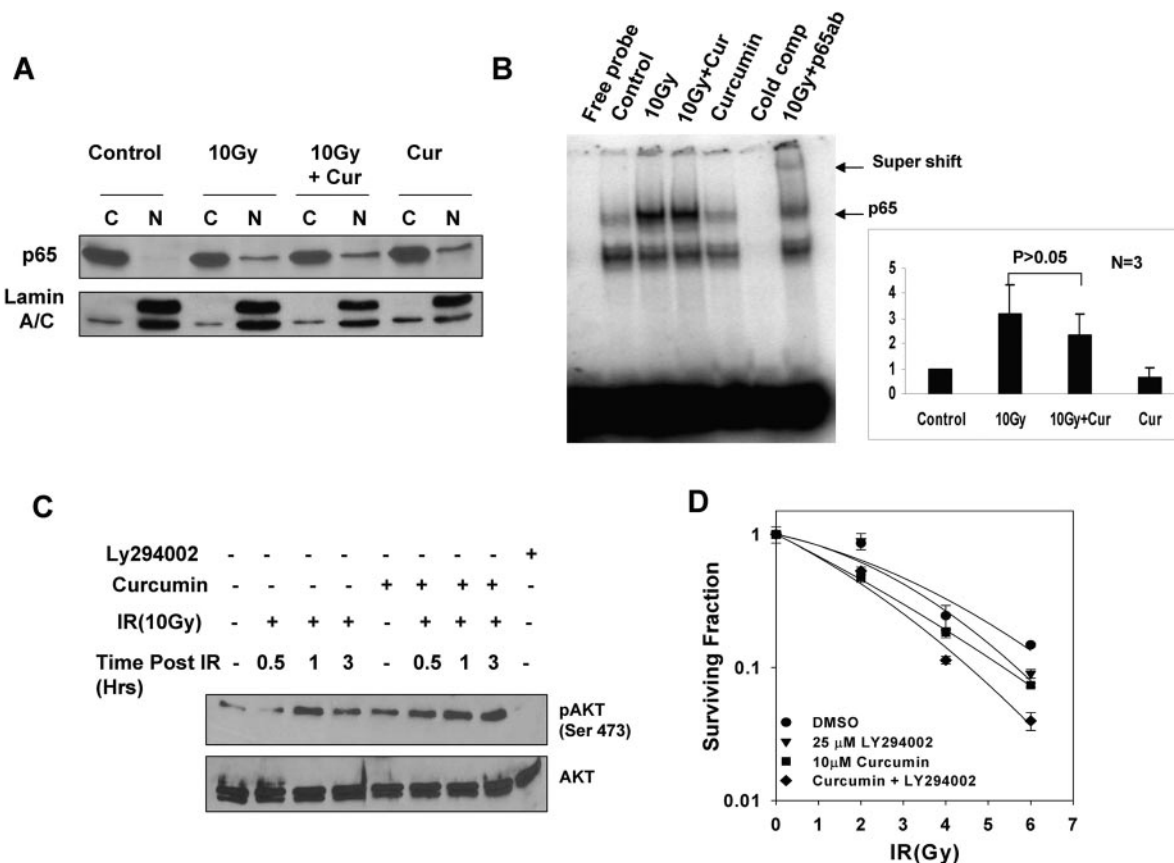 A
Control 10Gy 10Gy + Cur Cur
C N C N C N C N
p65
Lamin A/C
B
Free probe
Control
10Gy
10Gy+Cur
Curcumin
Cold comp
10Gy+p65ab
Super shift
p65
P>0.05 N=3
5
4
3
2
1
0
Control 10Gy 10Gy+Cur Cur
C
Ly294002 - - - - - - - - +
Curcumin - - - - + + + + -
IR(10Gy) - + + + - + + + -
Time Post IR (Hrs) - 0.5 1 3 - 0.5 1 3 -
pAKT
(Ser 473)
AKT
D
Surviving Fraction
1
0.1
0.01
DMSO
25 μM LY294002
10μM Curcumin
Curcumin + LY294002
0 1 2 3 4 5 6 7
IR(Gy)